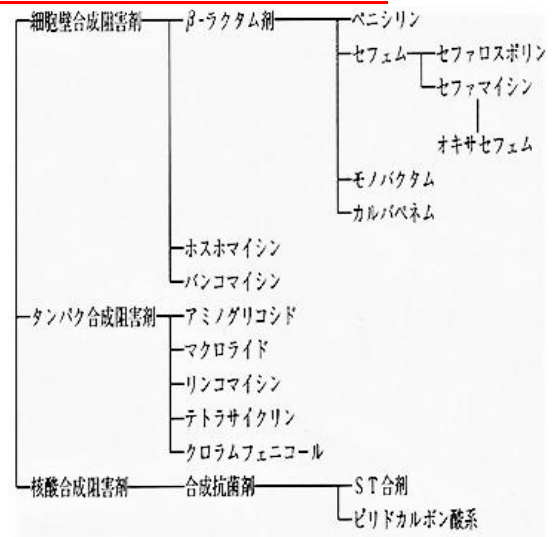 細胞壁合成阻害剤 β-ラクタム剤 ペニシリン
セフェム セファロスポリン
セファマイシン
オキサセフェム
モノバクタム
カルバペネム
ホスホマイシン
バンコマイシン
タンパク合成阻害剤 アミノグリコシド
マクロライド
リンコマイシン
テトラサイクリン
クロラムフェニコール
核酸合成阻害剤 合成抗菌剤 ST合剤
ピリドカルボン酸系